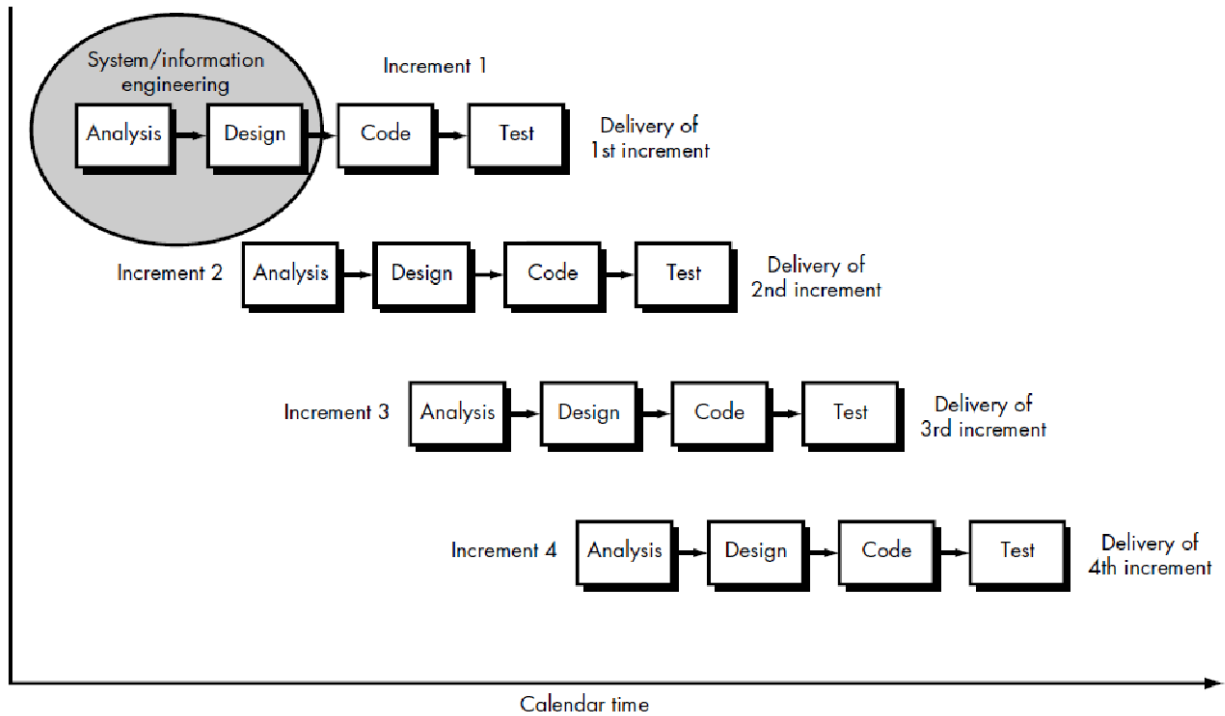 System/information
engineering
Increment 1
Analysis
Design
Code
Test
Delivery of
1st increment
Increment 2
Analysis
Design
Code
Test
Delivery of
2nd increment
Increment 3
Analysis
Design
Code
Test
Delivery of
3rd increment
Increment 4
Analysis
Design
Code
Test
Delivery of
4th increment
Calendar time